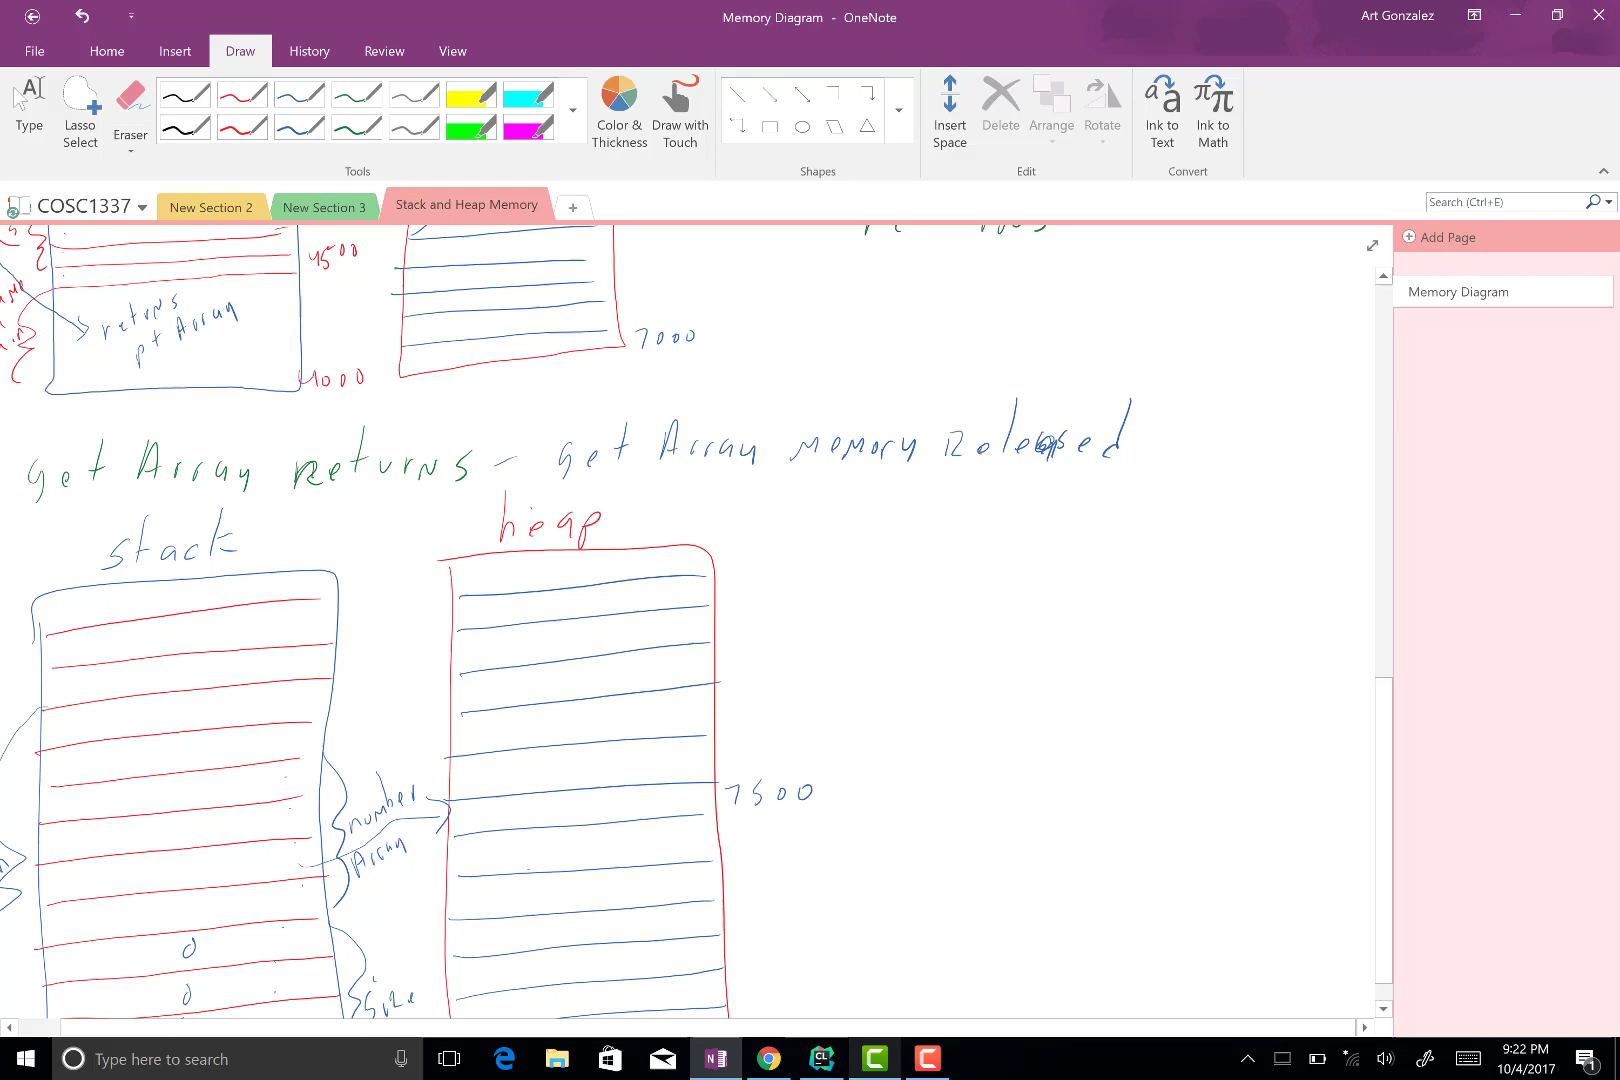 Memory Diagram - OneNote
Art Gonzalez
File Home Insert Draw History Review View
Type
Lasso Select
Eraser
Color & Thickness
Draw with Touch
Insert Space
Delete
Arrange
Rotate
Ink to Text
Ink to Math
Tools
Shapes
Edit
Convert
COSC1337
New Section 2
New Section 3
Stack and Heap Memory
Search (Ctrl+E)
Add Page
Memory Diagram
4500
returns
pt Array
4000
7000
get Array returns - get Array Memory Released
stack
heap
7500
number
Array
0
0
Size
Type here to search
9:22 PM
10/4/2017
1